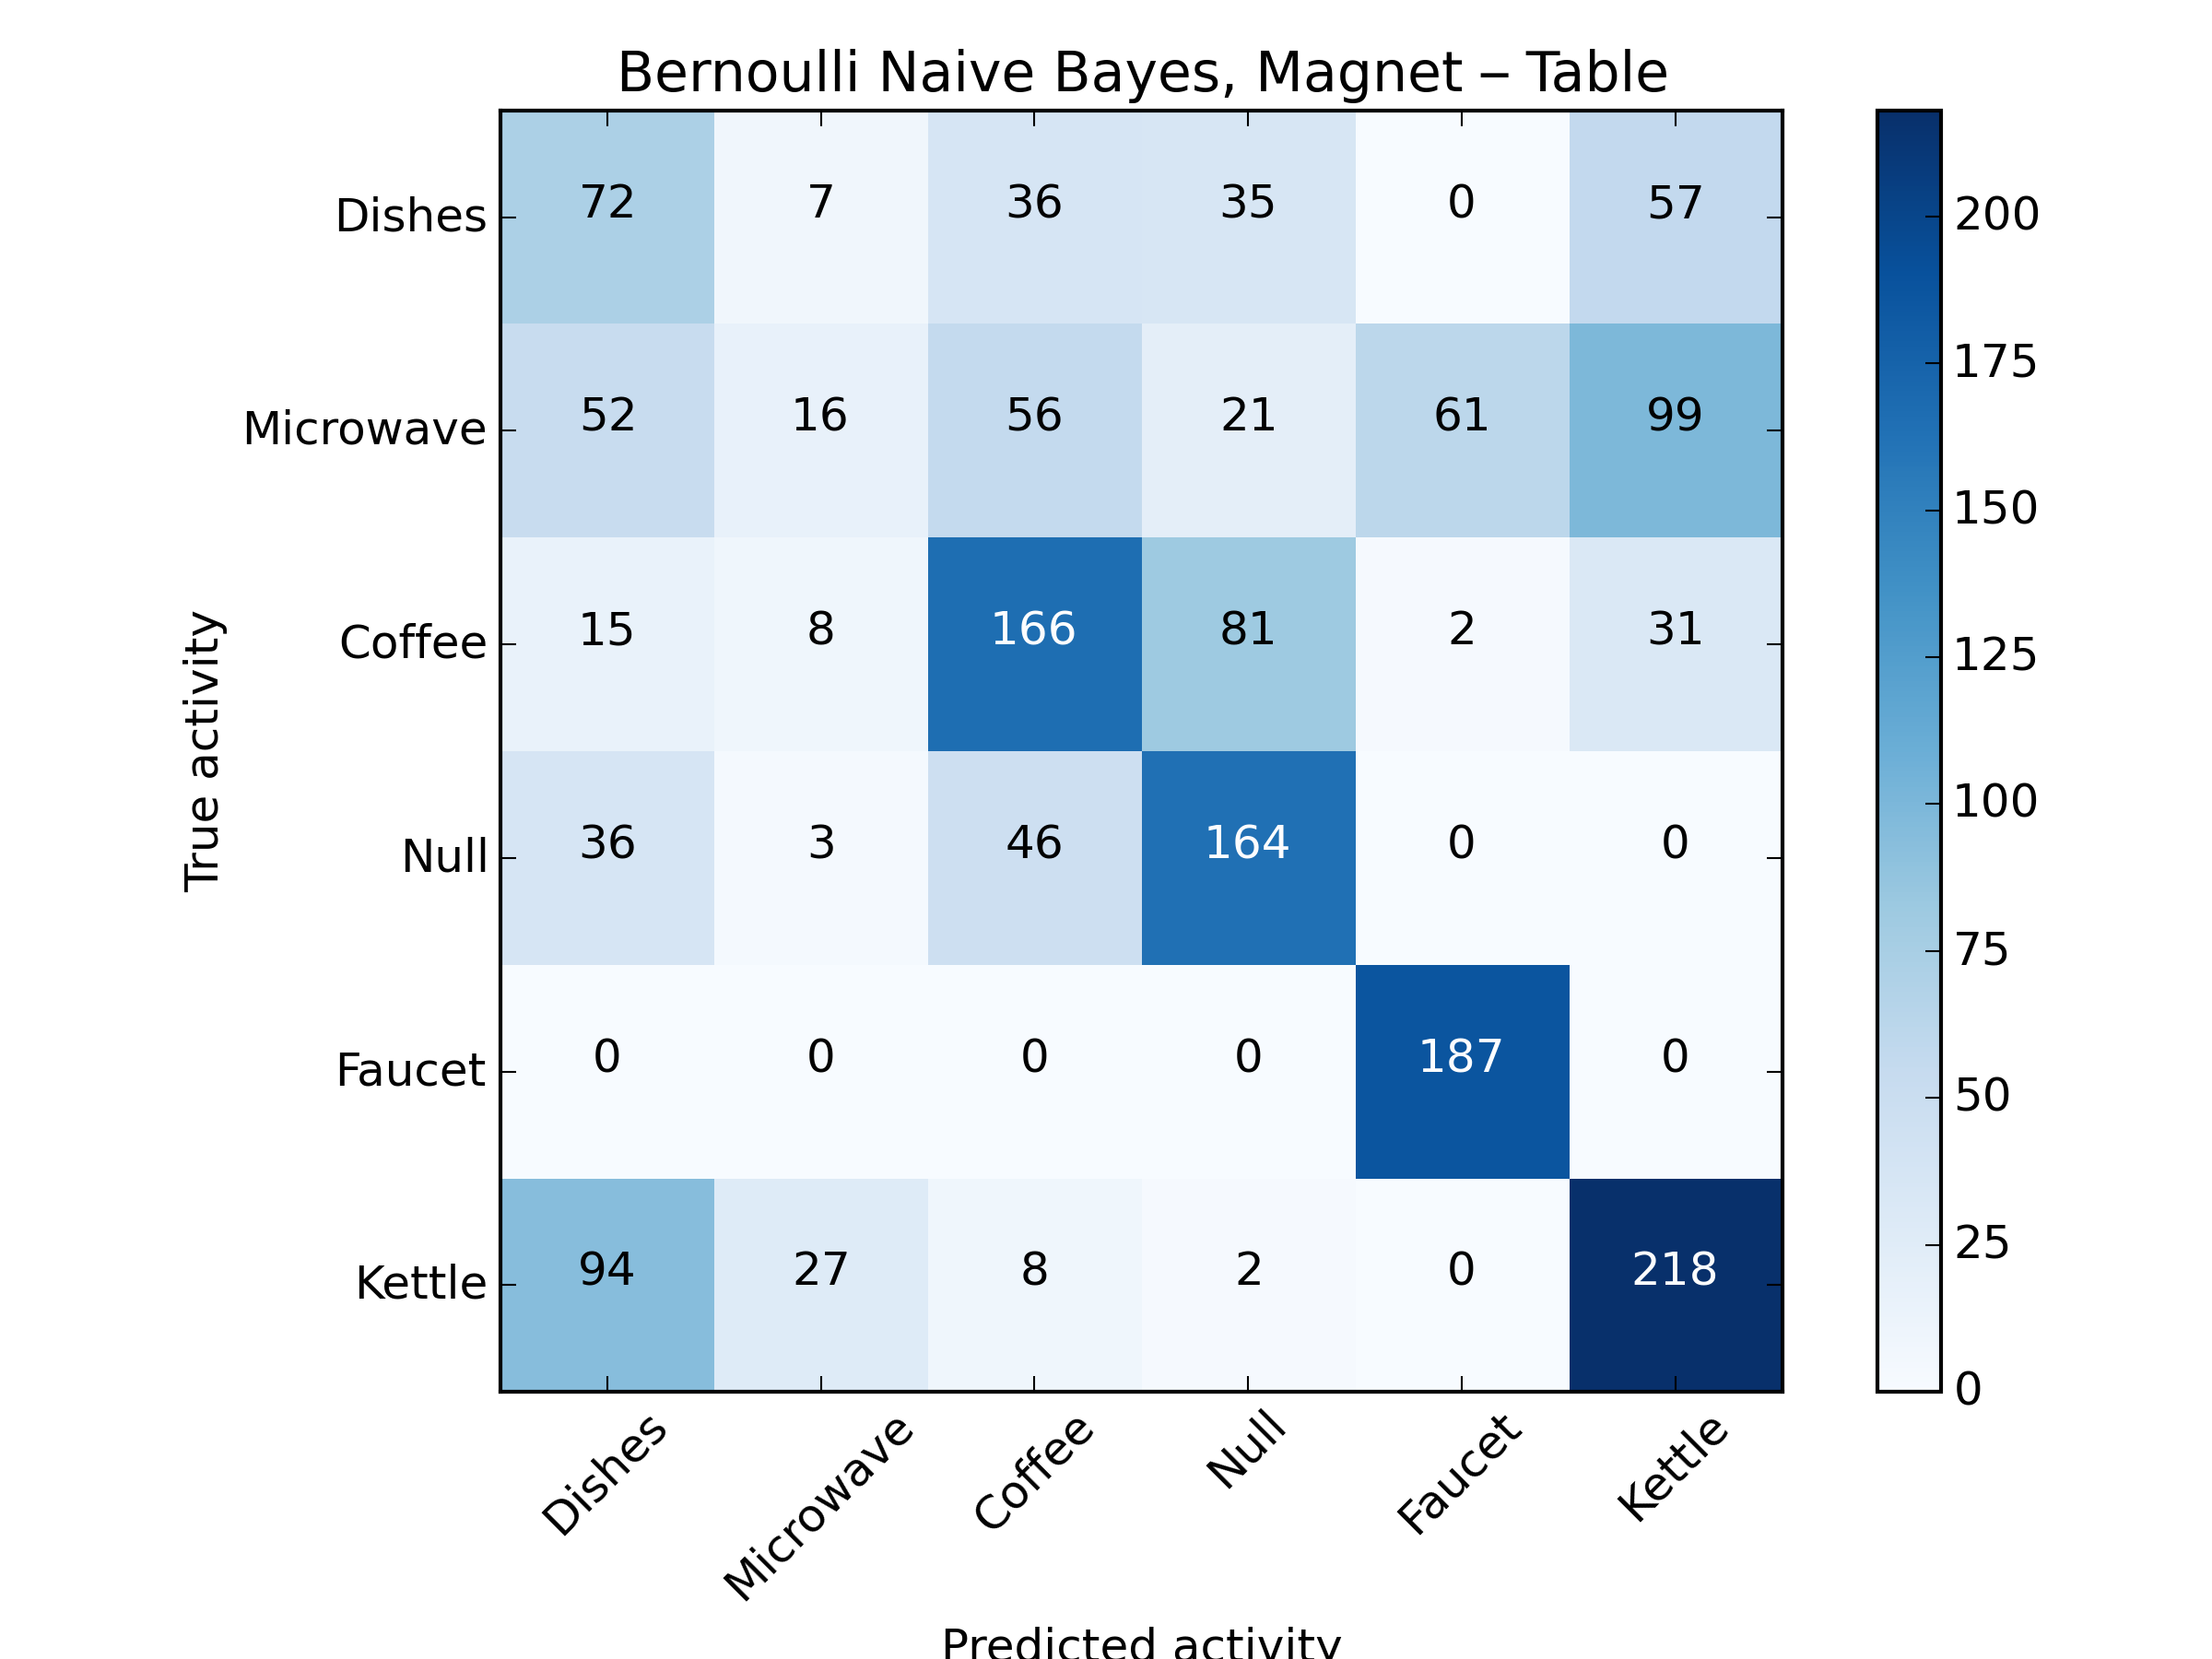 Bernoulli Naive Bayes, Magnet − Table
Dishes 72 7 36 35 0 57
Microwave 52 16 56 21 61 99
Coffee 15 8 166 81 2 31
Null 36 3 46 164 0 0
Faucet 0 0 0 0 187 0
Kettle 94 27 8 2 0 218
True activity
Dishes Microwave Coffee Null Faucet Kettle
Predicted activity
200
175
150
125
100
75
50
25
0